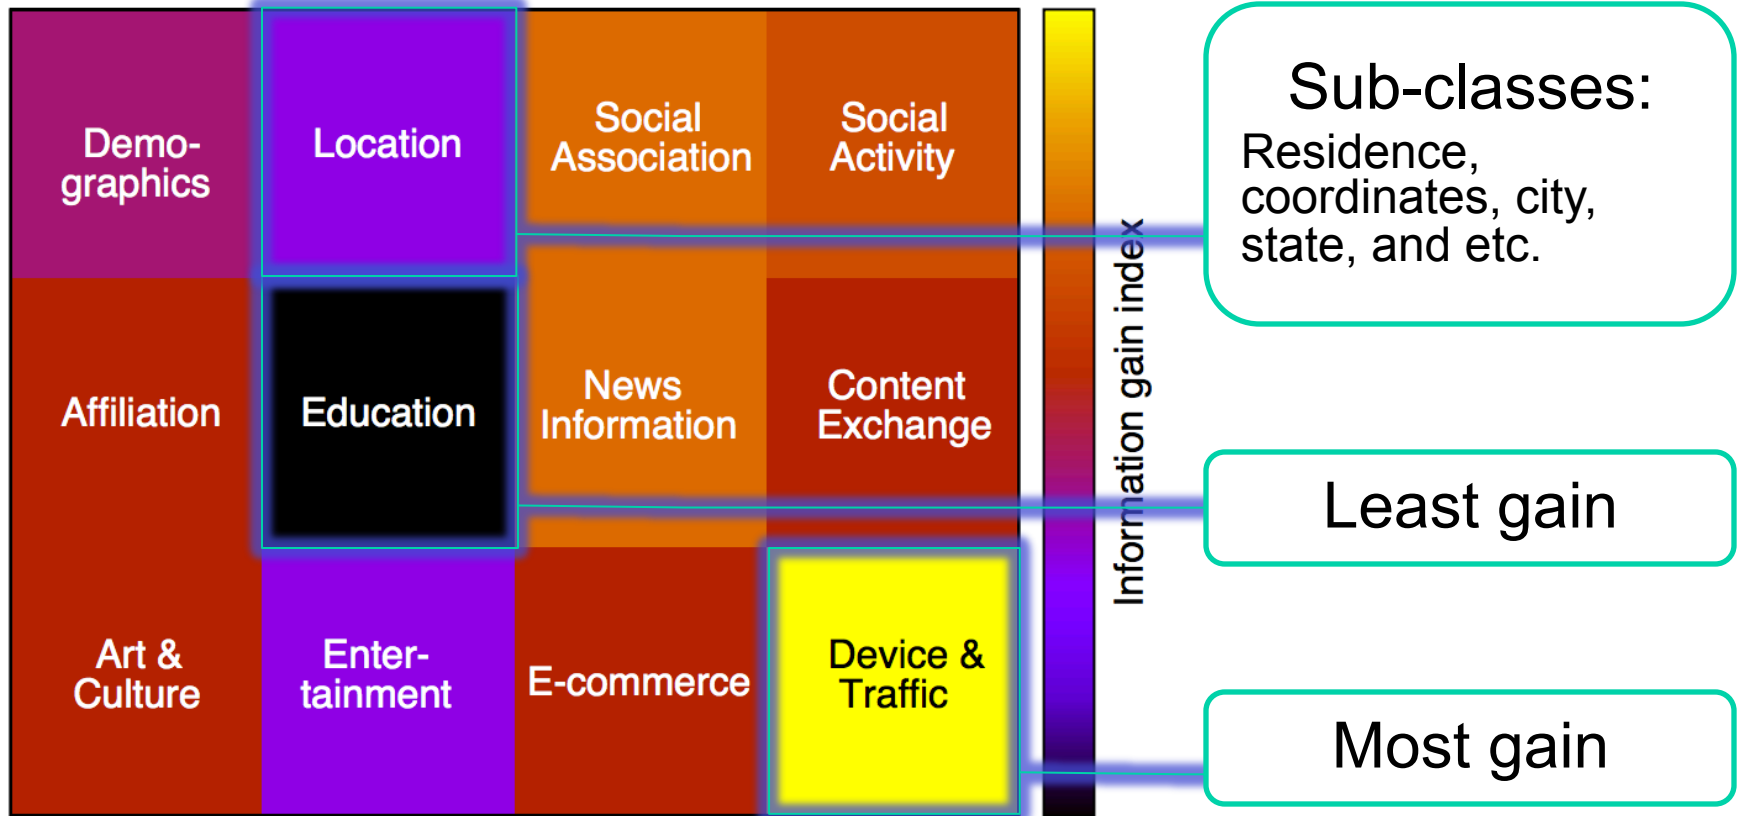 Demo-
graphics
Location
Social
Association
Social
Activity
Affiliation
Education
News
Information
Content
Exchange
Art &
Culture
Enter-
tainment
E-commerce
Device &
Traffic
Information gain index
Sub-classes:
Residence,
coordinates, city,
state, and etc.
Least gain
Most gain